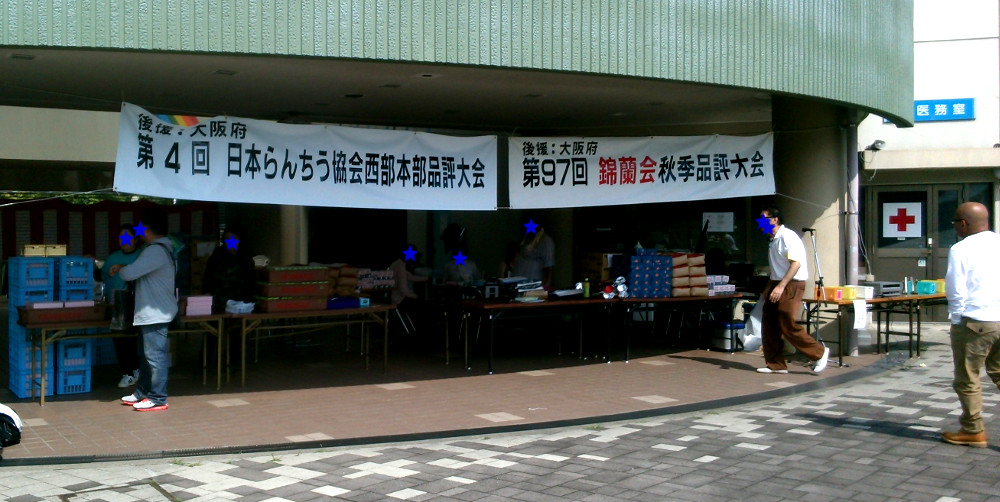 後援：大阪府
第4回 日本らんちう協会西部本部品評大会
後援：大阪府
第97回 錦蘭会秋季品評大会
医務室